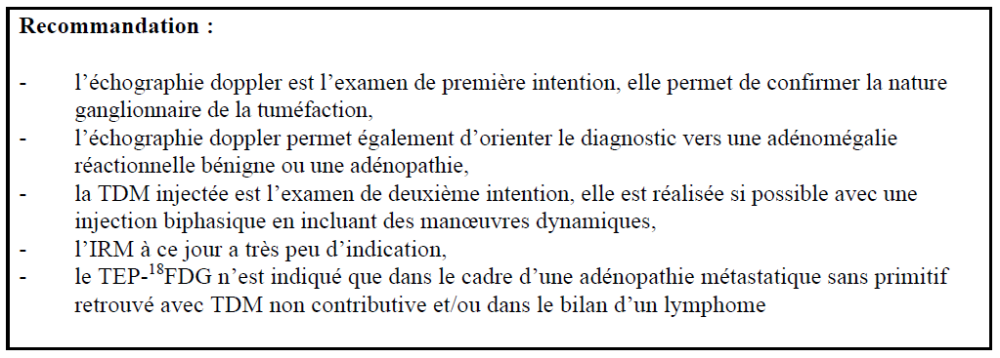 Recommandation :
- l’échographie doppler est l’examen de première intention, elle permet de confirmer la nature
ganglionnaire de la tuméfaction,
- l’échographie doppler permet également d’orienter le diagnostic vers une adénomégalie
réactionnelle bénigne ou une adénopathie,
- la TDM injectée est l’examen de deuxième intention, elle est réalisée si possible avec une
injection biphasique en incluant des manœuvres dynamiques,
- l’IRM à ce jour a très peu d’indication,
- le TEP-¹⁸FDG n’est indiqué que dans le cadre d’une adénopathie métastatique sans primitif
retrouvé avec TDM non contributive et/ou dans le bilan d’un lymphome